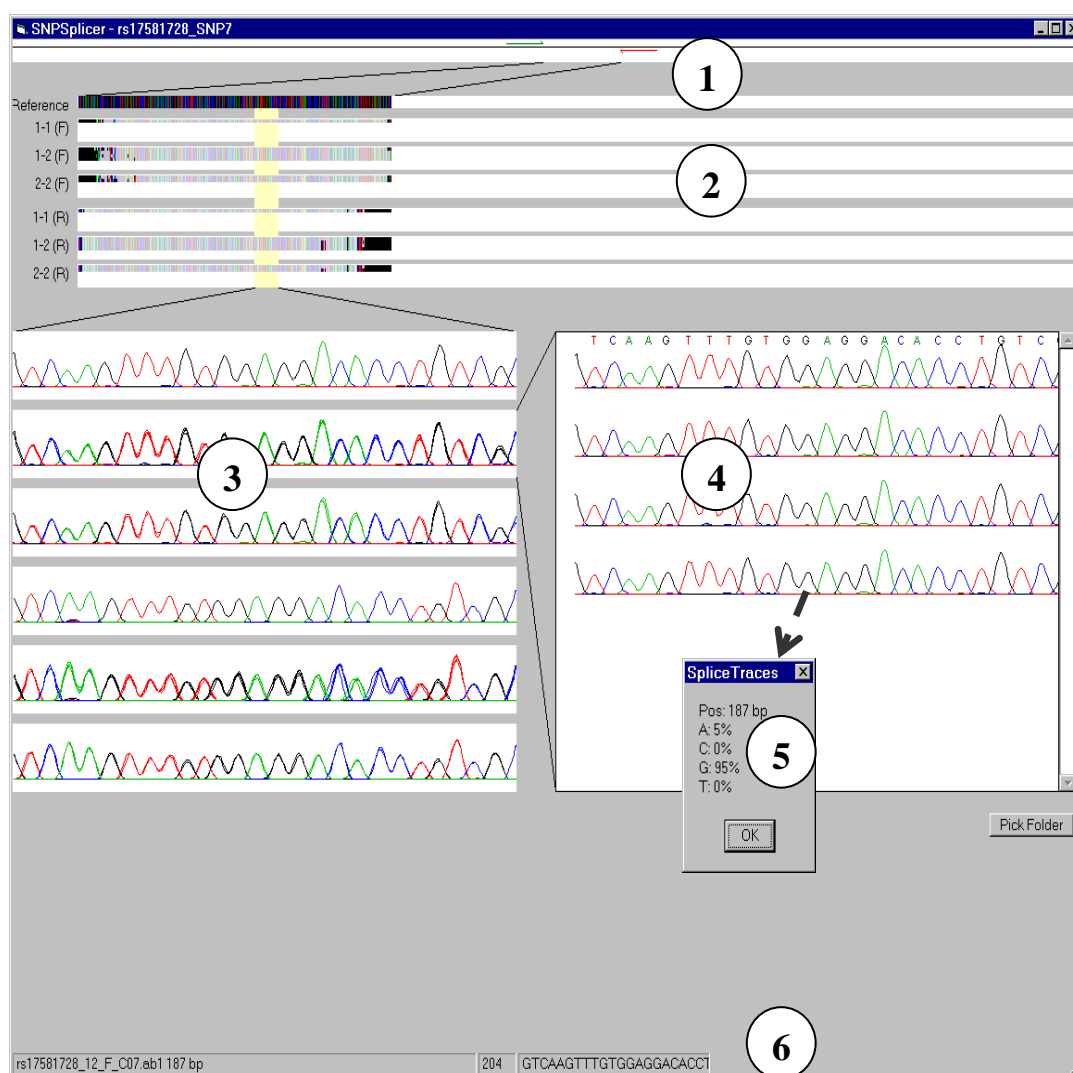 SNPSplicer - rs17581728_SNP7
1
Reference
1-1 (F)
1-2 (F)
2
2-2 (F)
1-1 (R)
1-2 (R)
2-2 (R)
T C A A G T T T G T G G A G G A C A C C T G T C
3
4
SpliceTraces
Pos: 187 bp
A: 5%
C: 0%
G: 95%
T: 0%
5
OK
Pick Folder
6
rs17581728_12_F_C07.ab1 187 bp
204
GTCAAGTTTGTGGAGGACACCT